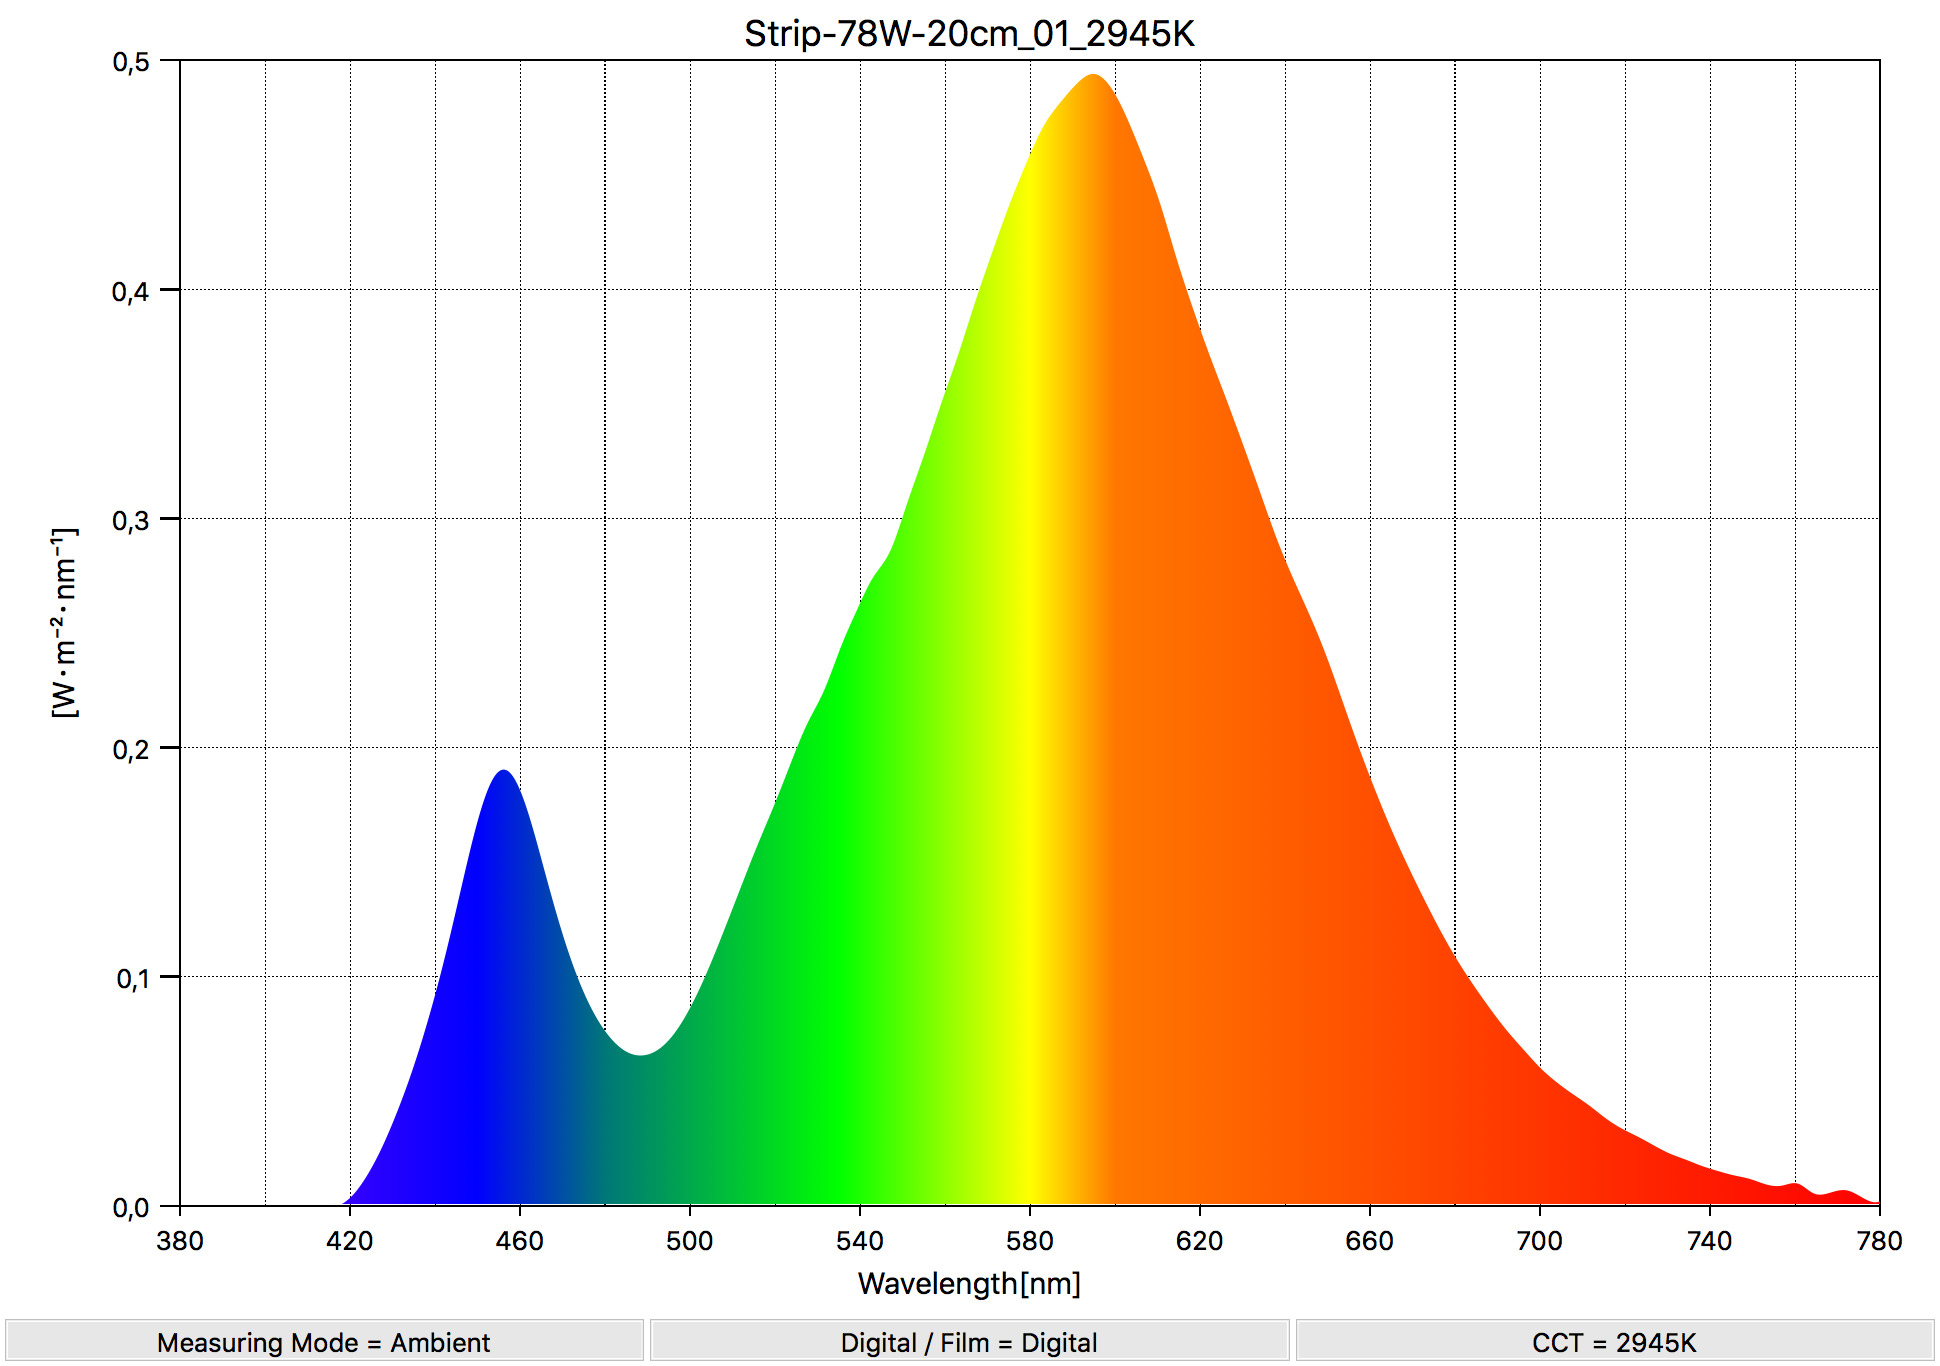 Strip-78W-20cm_01_2945K
0,5
0,4
0,3
0,2
0,1
0,0
[W·m⁻²·nm⁻¹]
380 420 460 500 540 580 620 660 700 740 780
Wavelength[nm]
Measuring Mode = Ambient
Digital / Film = Digital
CCT = 2945K